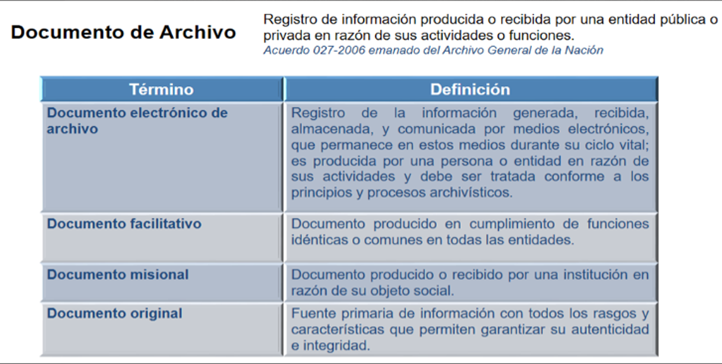 Documento de Archivo
Registro de información producida o recibida por una entidad pública o
privada en razón de sus actividades o funciones.
Acuerdo 027-2006 emanado del Archivo General de la Nación
Término
Definición
Documento electrónico de
archivo
Registro de la información generada, recibida,
almacenada, y comunicada por medios electrónicos,
que permanece en estos medios durante su ciclo vital;
es producida por una persona o entidad en razón de
sus actividades y debe ser tratada conforme a los
principios y procesos archivísticos.
Documento facilitativo
Documento producido en cumplimiento de funciones
idénticas o comunes en todas las entidades.
Documento misional
Documento producido o recibido por una institución en
razón de su objeto social.
Documento original
Fuente primaria de información con todos los rasgos y
características que permiten garantizar su autenticidad
e integridad.